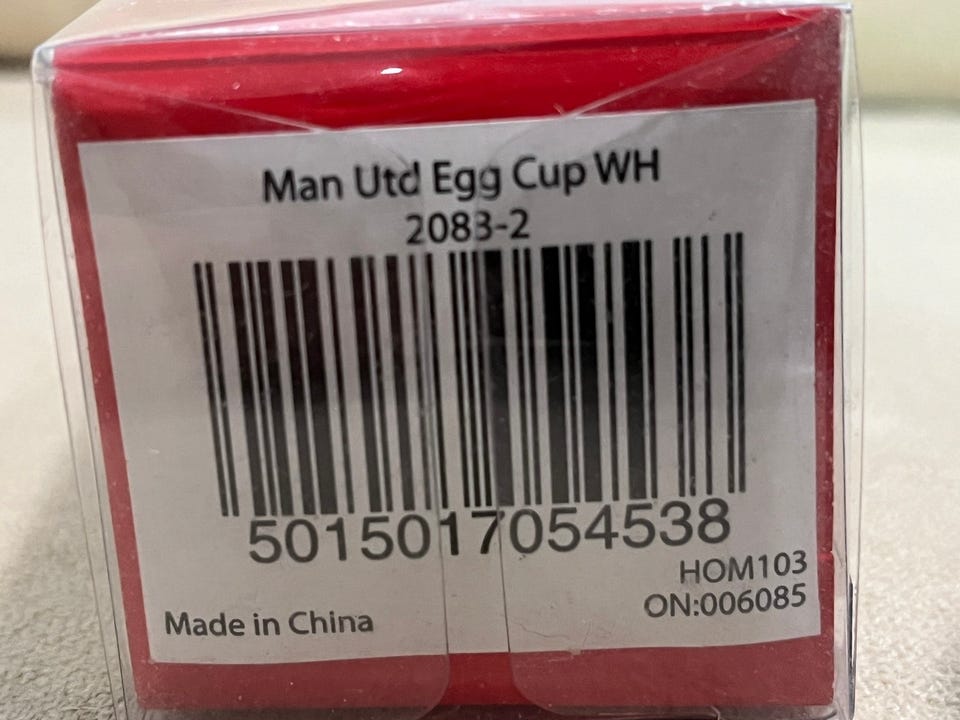 Man Utd Egg Cup WH
2083-2
5015017054538
HOM103
ON:006085
Made in China